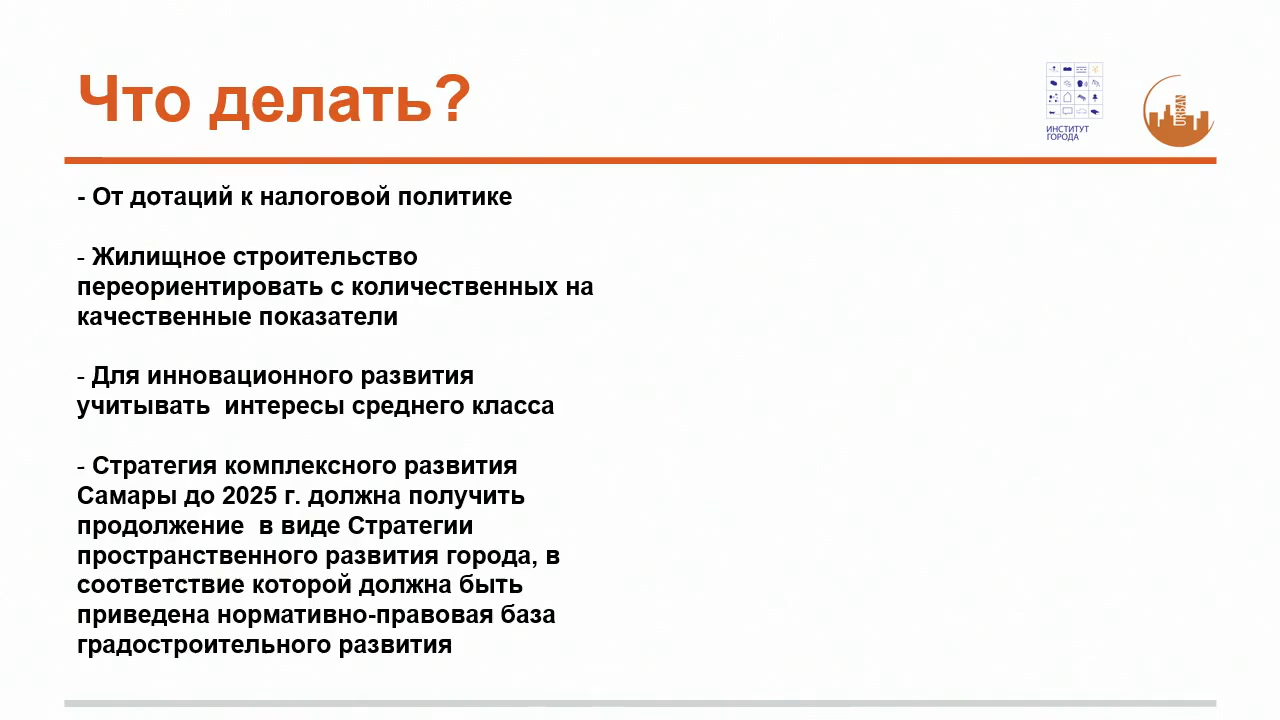 Что делать?
ИНСТИТУТ
ГОРОДА
URBAN
- От дотаций к налоговой политике
- Жилищное строительство
переориентировать с количественных на
качественные показатели
- Для инновационного развития
учитывать  интересы среднего класса
- Стратегия комплексного развития
Самары до 2025 г. должна получить
продолжение  в виде Стратегии
пространственного развития города, в
соответствие которой должна быть
приведена нормативно-правовая база
градостроительного развития